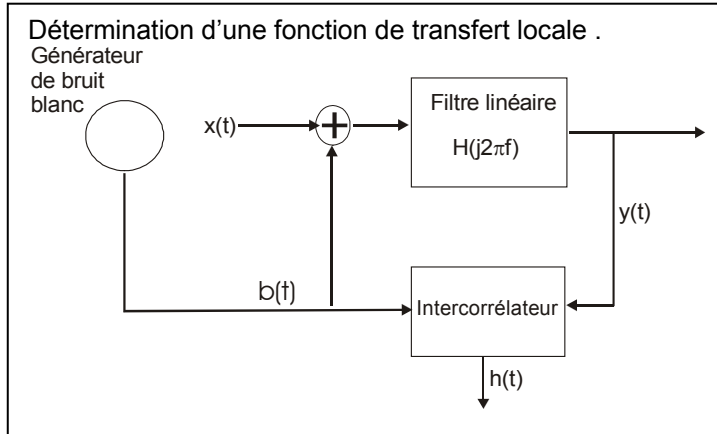 Détermination d’une fonction de transfert locale .
Générateur
de bruit
blanc
x(t)
+
Filtre linéaire
H(j2πf)
y(t)
b(t)
Intercorrélateur
h(t)